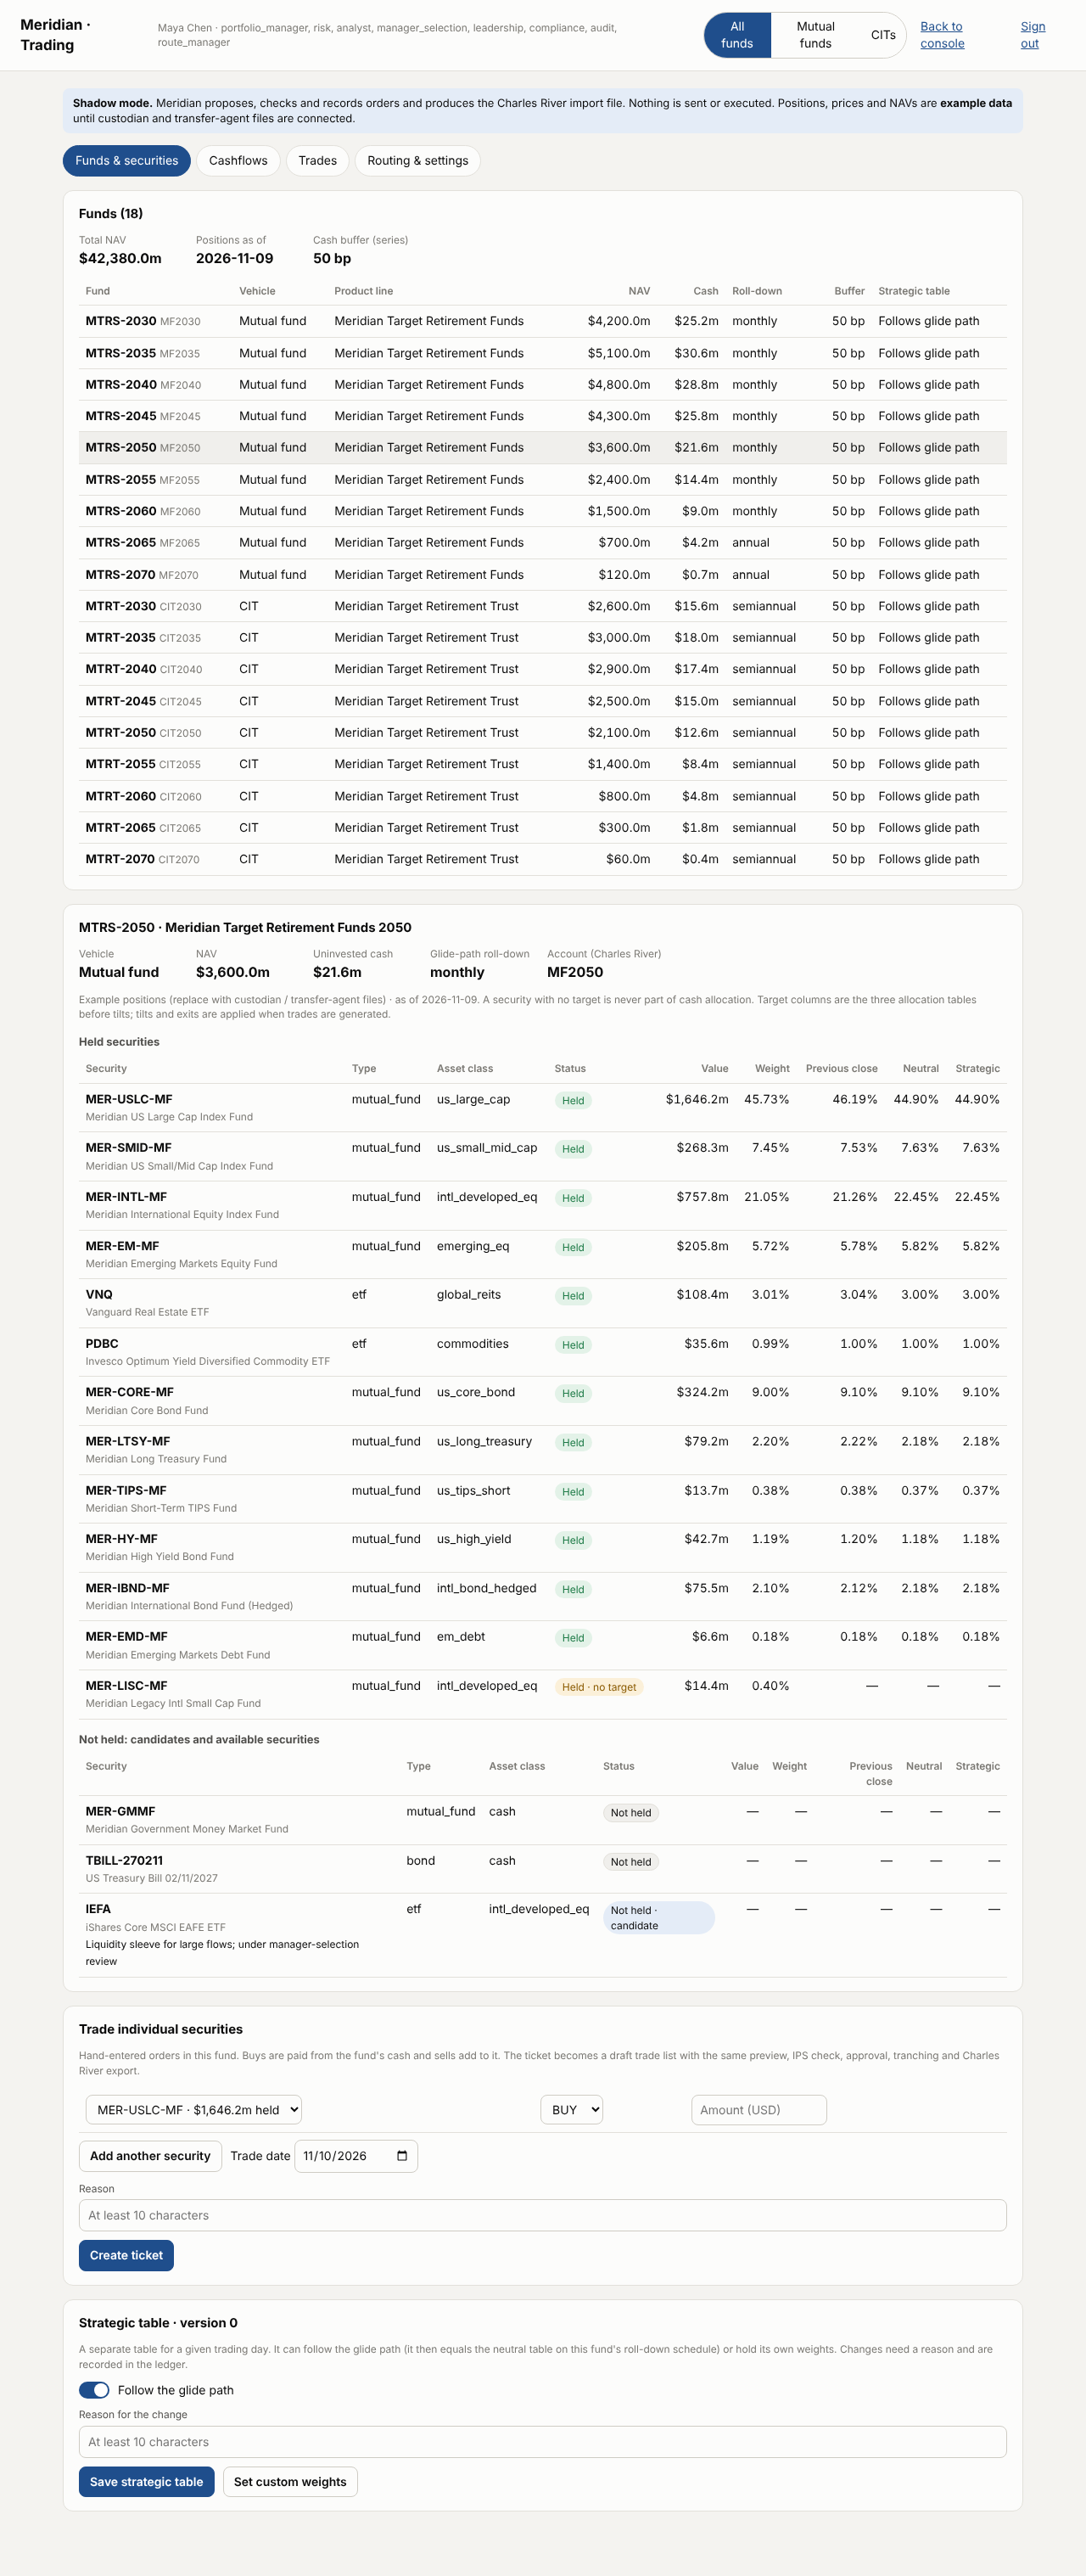 Meridian · Trading
Maya Chen · portfolio_manager, risk, analyst, manager_selection, leadership, compliance, audit, route_manager
All funds
Mutual funds
CITs
Back to console
Sign out
Shadow mode. Meridian proposes, checks and records orders and produces the Charles River import file. Nothing is sent or executed. Positions, prices and NAVs are example data
until custodian and transfer-agent files are connected.
Funds & securities Cashflows Trades Routing & settings
Funds (18)
Total NAV Positions as of Cash buffer (series)
$42,380.0m 2026-11-09 50 bp
Fund Vehicle Product line NAV Cash Roll-down Buffer Strategic table
MTRS-2030 MF2030 Mutual fund Meridian Target Retirement Funds $4,200.0m $25.2m monthly 50 bp Follows glide path
MTRS-2035 MF2035 Mutual fund Meridian Target Retirement Funds $5,100.0m $30.6m monthly 50 bp Follows glide path
MTRS-2040 MF2040 Mutual fund Meridian Target Retirement Funds $4,800.0m $28.8m monthly 50 bp Follows glide path
MTRS-2045 MF2045 Mutual fund Meridian Target Retirement Funds $4,300.0m $25.8m monthly 50 bp Follows glide path
MTRS-2050 MF2050 Mutual fund Meridian Target Retirement Funds $3,600.0m $21.6m monthly 50 bp Follows glide path
MTRS-2055 MF2055 Mutual fund Meridian Target Retirement Funds $2,400.0m $14.4m monthly 50 bp Follows glide path
MTRS-2060 MF2060 Mutual fund Meridian Target Retirement Funds $1,500.0m $9.0m monthly 50 bp Follows glide path
MTRS-2065 MF2065 Mutual fund Meridian Target Retirement Funds $700.0m $4.2m annual 50 bp Follows glide path
MTRS-2070 MF2070 Mutual fund Meridian Target Retirement Funds $120.0m $0.7m annual 50 bp Follows glide path
MTRT-2030 CIT2030 CIT Meridian Target Retirement Trust $2,600.0m $15.6m semiannual 50 bp Follows glide path
MTRT-2035 CIT2035 CIT Meridian Target Retirement Trust $3,000.0m $18.0m semiannual 50 bp Follows glide path
MTRT-2040 CIT2040 CIT Meridian Target Retirement Trust $2,900.0m $17.4m semiannual 50 bp Follows glide path
MTRT-2045 CIT2045 CIT Meridian Target Retirement Trust $2,500.0m $15.0m semiannual 50 bp Follows glide path
MTRT-2050 CIT2050 CIT Meridian Target Retirement Trust $2,100.0m $12.6m semiannual 50 bp Follows glide path
MTRT-2055 CIT2055 CIT Meridian Target Retirement Trust $1,400.0m $8.4m semiannual 50 bp Follows glide path
MTRT-2060 CIT2060 CIT Meridian Target Retirement Trust $800.0m $4.8m semiannual 50 bp Follows glide path
MTRT-2065 CIT2065 CIT Meridian Target Retirement Trust $300.0m $1.8m semiannual 50 bp Follows glide path
MTRT-2070 CIT2070 CIT Meridian Target Retirement Trust $60.0m $0.4m semiannual 50 bp Follows glide path
MTRS-2050 · Meridian Target Retirement Funds 2050
Vehicle NAV Uninvested cash Glide-path roll-down Account (Charles River)
Mutual fund $3,600.0m $21.6m monthly MF2050
Example positions (replace with custodian / transfer-agent files) · as of 2026-11-09. A security with no target is never part of cash allocation. Target columns are the three allocation tables
before tilts; tilts and exits are applied when trades are generated.
Held securities
Security Type Asset class Status Value Weight Previous close Neutral Strategic
MER-USLC-MF mutual_fund us_large_cap Held $1,646.2m 45.73% 46.19% 44.90% 44.90%
Meridian US Large Cap Index Fund
MER-SMID-MF mutual_fund us_small_mid_cap Held $268.3m 7.45% 7.53% 7.63% 7.63%
Meridian US Small/Mid Cap Index Fund
MER-INTL-MF mutual_fund intl_developed_eq Held $757.8m 21.05% 21.26% 22.45% 22.45%
Meridian International Equity Index Fund
MER-EM-MF mutual_fund emerging_eq Held $205.8m 5.72% 5.78% 5.82% 5.82%
Meridian Emerging Markets Equity Fund
VNQ etf global_reits Held $108.4m 3.01% 3.04% 3.00% 3.00%
Vanguard Real Estate ETF
PDBC etf commodities Held $35.6m 0.99% 1.00% 1.00% 1.00%
Invesco Optimum Yield Diversified Commodity ETF
MER-CORE-MF mutual_fund us_core_bond Held $324.2m 9.00% 9.10% 9.10% 9.10%
Meridian Core Bond Fund
MER-LTSY-MF mutual_fund us_long_treasury Held $79.2m 2.20% 2.22% 2.18% 2.18%
Meridian Long Treasury Fund
MER-TIPS-MF mutual_fund us_tips_short Held $13.7m 0.38% 0.38% 0.37% 0.37%
Meridian Short-Term TIPS Fund
MER-HY-MF mutual_fund us_high_yield Held $42.7m 1.19% 1.20% 1.18% 1.18%
Meridian High Yield Bond Fund
MER-IBND-MF mutual_fund intl_bond_hedged Held $75.5m 2.10% 2.12% 2.18% 2.18%
Meridian International Bond Fund (Hedged)
MER-EMD-MF mutual_fund em_debt Held $6.6m 0.18% 0.18% 0.18% 0.18%
Meridian Emerging Markets Debt Fund
MER-LISC-MF mutual_fund intl_developed_eq Held · no target $14.4m 0.40% — — —
Meridian Legacy Intl Small Cap Fund
Not held: candidates and available securities
Security Type Asset class Status Value Weight Previous close Neutral Strategic
MER-GMMF mutual_fund cash Not held — — — — —
Meridian Government Money Market Fund
TBILL-270211 bond cash Not held — — — — —
US Treasury Bill 02/11/2027
IEFA etf intl_developed_eq Not held · candidate — — — — —
iShares Core MSCI EAFE ETF
Liquidity sleeve for large flows; under manager-selection
review
Trade individual securities
Hand-entered orders in this fund. Buys are paid from the fund's cash and sells add to it. The ticket becomes a draft trade list with the same preview, IPS check, approval, tranching and Charles
River export.
MER-USLC-MF · $1,646.2m held BUY Amount (USD)
Add another security Trade date 11/10/2026
Reason
At least 10 characters
Create ticket
Strategic table · version 0
A separate table for a given trading day. It can follow the glide path (it then equals the neutral table on this fund's roll-down schedule) or hold its own weights. Changes need a reason and are
recorded in the ledger.
Follow the glide path
Reason for the change
At least 10 characters
Save strategic table Set custom weights